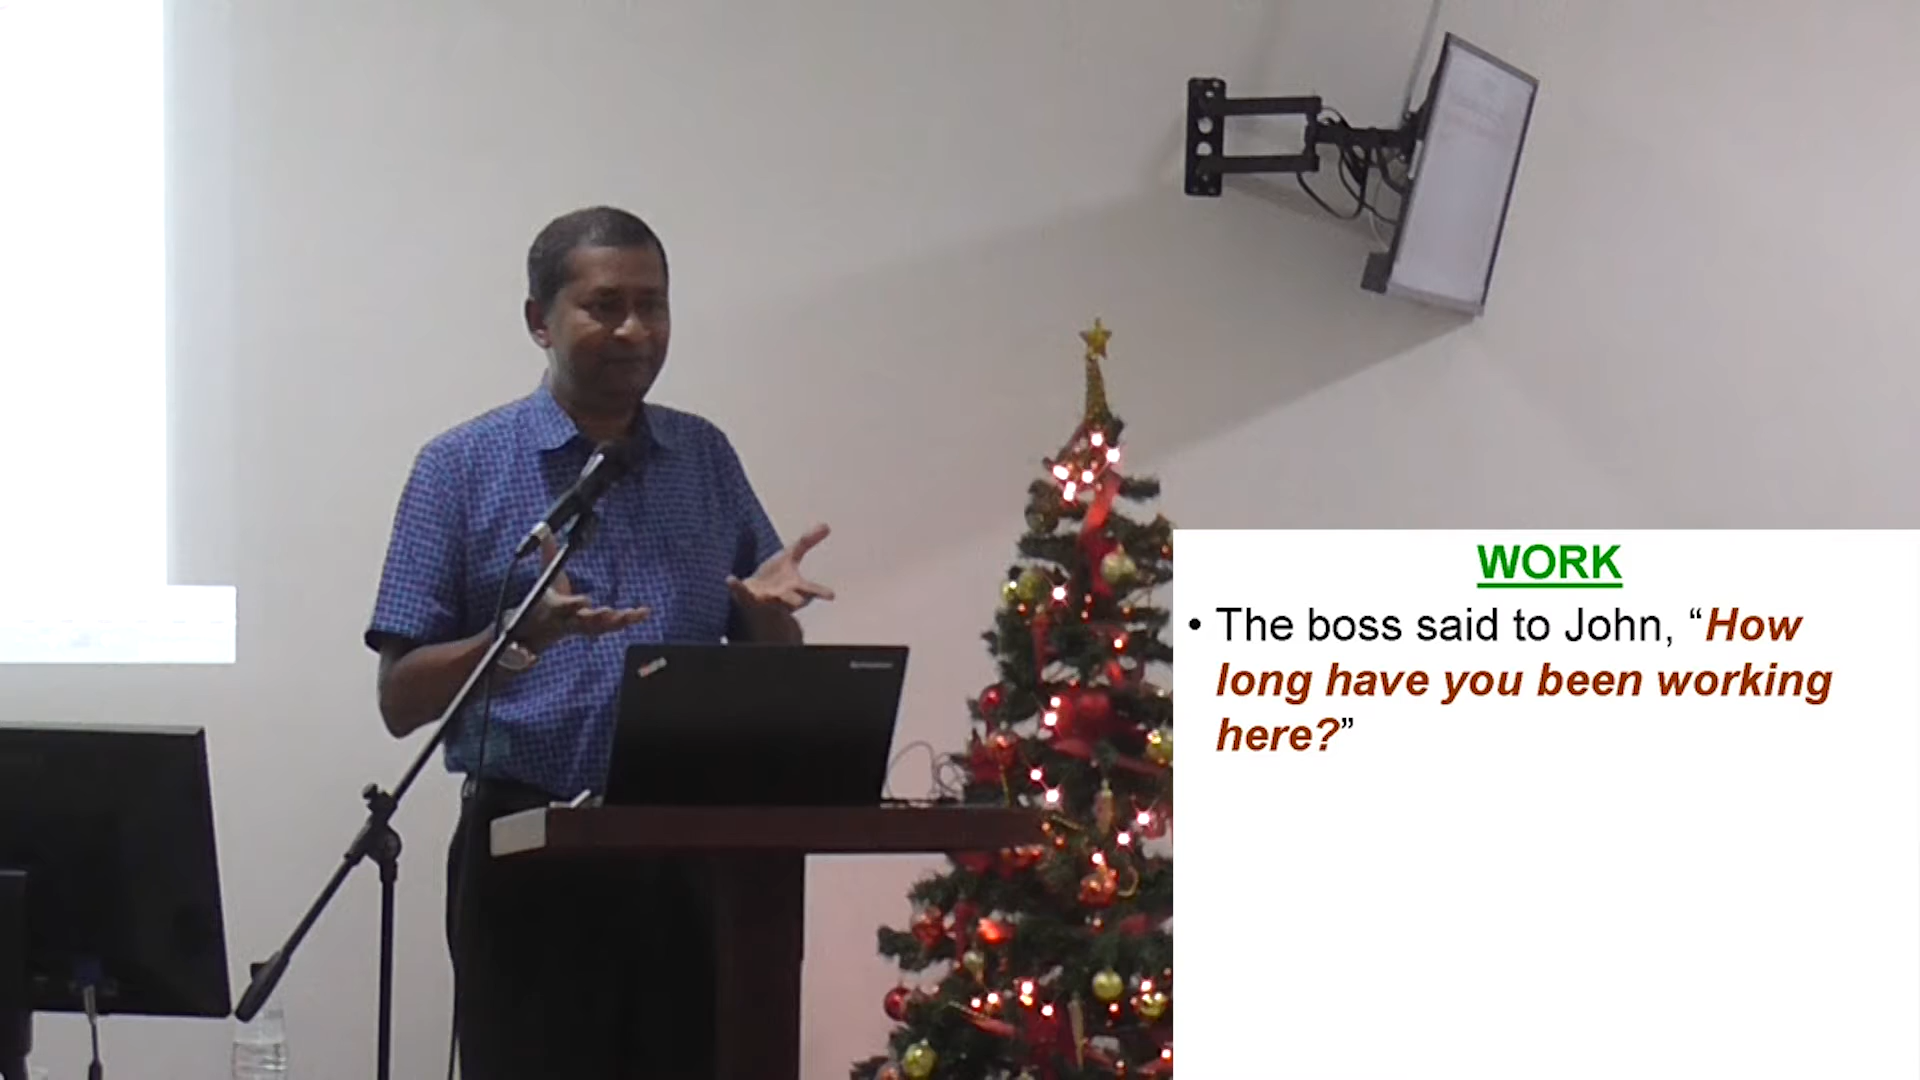 WORK
• The boss said to John, “How
long have you been working
here?”